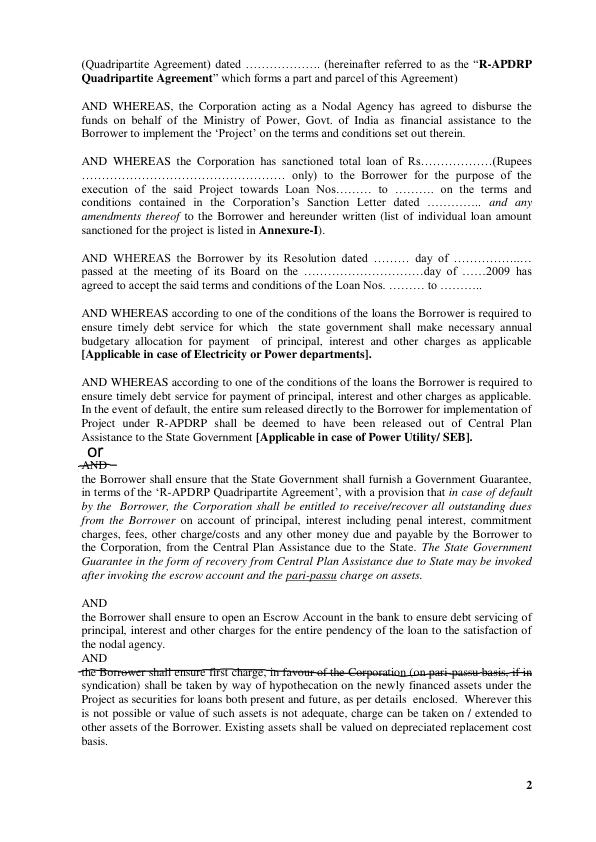 (Quadripartite Agreement) dated ……………….. (hereinafter referred to as the “R-APDRP
Quadripartite Agreement” which forms a part and parcel of this Agreement)
AND WHEREAS, the Corporation acting as a Nodal Agency has agreed to disburse the
funds on behalf of the Ministry of Power, Govt. of India as financial assistance to the
Borrower to implement the ‘Project’ on the terms and conditions set out therein.
AND WHEREAS the Corporation has sanctioned total loan of Rs………………(Rupees
…………………………………………… only) to the Borrower for the purpose of the
execution of the said Project towards Loan Nos……… to ……… on the terms and
conditions contained in the Corporation’s Sanction Letter dated ………….. and any
amendments thereof to the Borrower and hereunder written (list of individual loan amount
sanctioned for the project is listed in Annexure-I).
AND WHEREAS the Borrower by its Resolution dated ……… day of ……………..…
passed at the meeting of its Board on the …………………………day of ……2009 has
agreed to accept the said terms and conditions of the Loan Nos. ……… to ………..
AND WHEREAS according to one of the conditions of the loans the Borrower is required to
ensure timely debt service for which the state government shall make necessary annual
budgetary allocation for payment of principal, interest and other charges as applicable
[Applicable in case of Electricity or Power departments].
AND WHEREAS according to one of the conditions of the loans the Borrower is required to
ensure timely debt service for payment of principal, interest and other charges as applicable.
In the event of default, the entire sum released directly to the Borrower for implementation of
Project under R-APDRP shall be deemed to have been released out of Central Plan
Assistance to the State Government [Applicable in case of Power Utility/ SEB].
or
AND
the Borrower shall ensure that the State Government shall furnish a Government Guarantee,
in terms of the ‘R-APDRP Quadripartite Agreement’, with a provision that in case of default
by the Borrower, the Corporation shall be entitled to receive/recover all outstanding dues
from the Borrower on account of principal, interest including penal interest, commitment
charges, fees, other charge/costs and any other money due and payable by the Borrower to
the Corporation, from the Central Plan Assistance due to the State. The State Government
Guarantee in the form of recovery from Central Plan Assistance due to State may be invoked
after invoking the escrow account and the pari-passu charge on assets.
AND
the Borrower shall ensure to open an Escrow Account in the bank to ensure debt servicing of
principal, interest and other charges for the entire pendency of the loan to the satisfaction of
the nodal agency.
AND
the Borrower shall ensure first charge, in favour of the Corporation (on pari-passu basis, if in
syndication) shall be taken by way of hypothecation on the newly financed assets under the
Project as securities for loans both present and future, as per details enclosed. Wherever this
is not possible or value of such assets is not adequate, charge can be taken on / extended to
other assets of the Borrower. Existing assets shall be valued on depreciated replacement cost
basis.
2